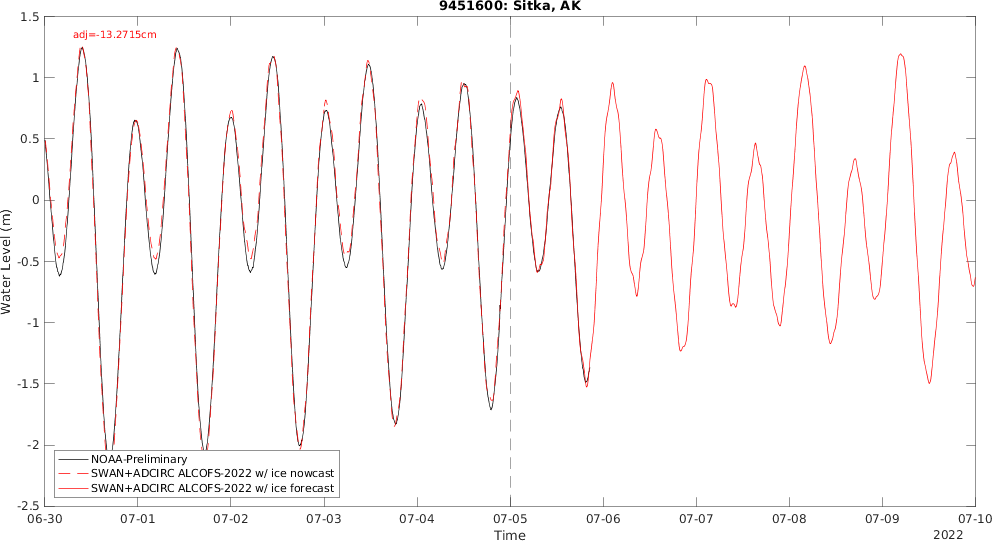 9451600: Sitka, AK
adj=-13.2715cm
1.5
1
0.5
0
-0.5
-1
-1.5
-2
-2.5
Water Level (m)
NOAA-Preliminary
SWAN+ADCIRC ALCOFS-2022 w/ ice nowcast
SWAN+ADCIRC ALCOFS-2022 w/ ice forecast
06-30 07-01 07-02 07-03 07-04 07-05 07-06 07-07 07-08 07-09 07-10
Time
2022